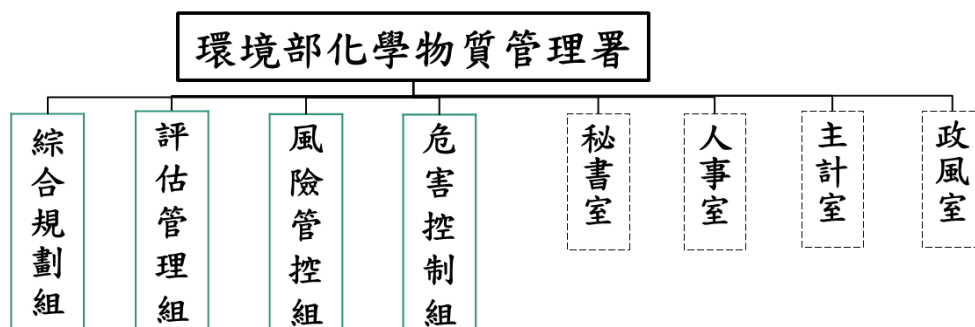 環境部化學物質管理署
綜合規劃組
評估管理組
風險管控組
危害控制組
秘書室
人事室
主計室
政風室